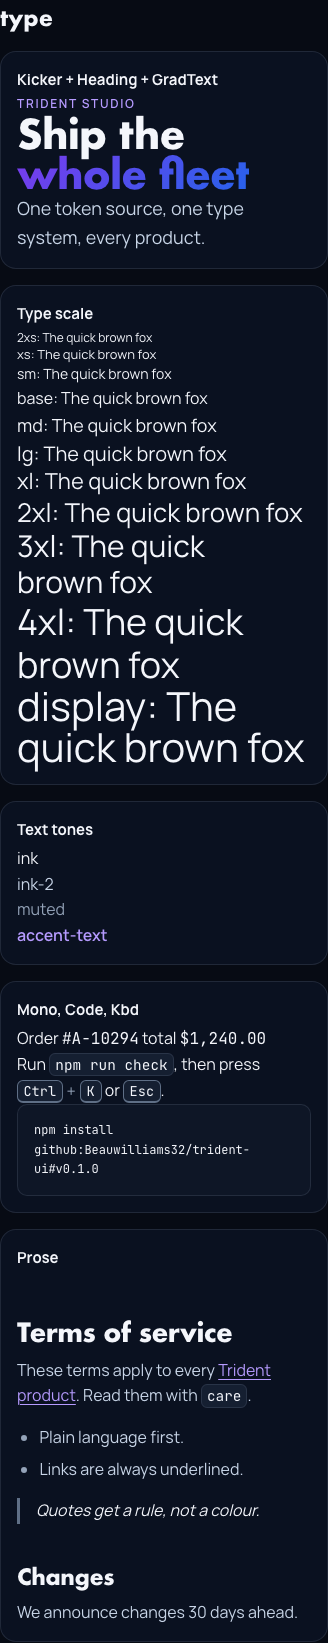 type
Kicker + Heading + GradText
TRIDENT STUDIO
Ship the
whole fleet
One token source, one type
system, every product.
Type scale
2xs: The quick brown fox
xs: The quick brown fox
sm: The quick brown fox
base: The quick brown fox
md: The quick brown fox
lg: The quick brown fox
xl: The quick brown fox
2xl: The quick brown fox
3xl: The quick
brown fox
4xl: The quick
brown fox
display: The
quick brown fox
Text tones
ink
ink-2
muted
accent-text
Mono, Code, Kbd
Order #A-10294 total $1,240.00
Run npm run check, then press
Ctrl + K or Esc.
npm install
github:Beauwilliams32/trident-
ui#v0.1.0
Prose
Terms of service
These terms apply to every Trident
product. Read them with care.
• Plain language first.
• Links are always underlined.
Quotes get a rule, not a colour.
Changes
We announce changes 30 days ahead.